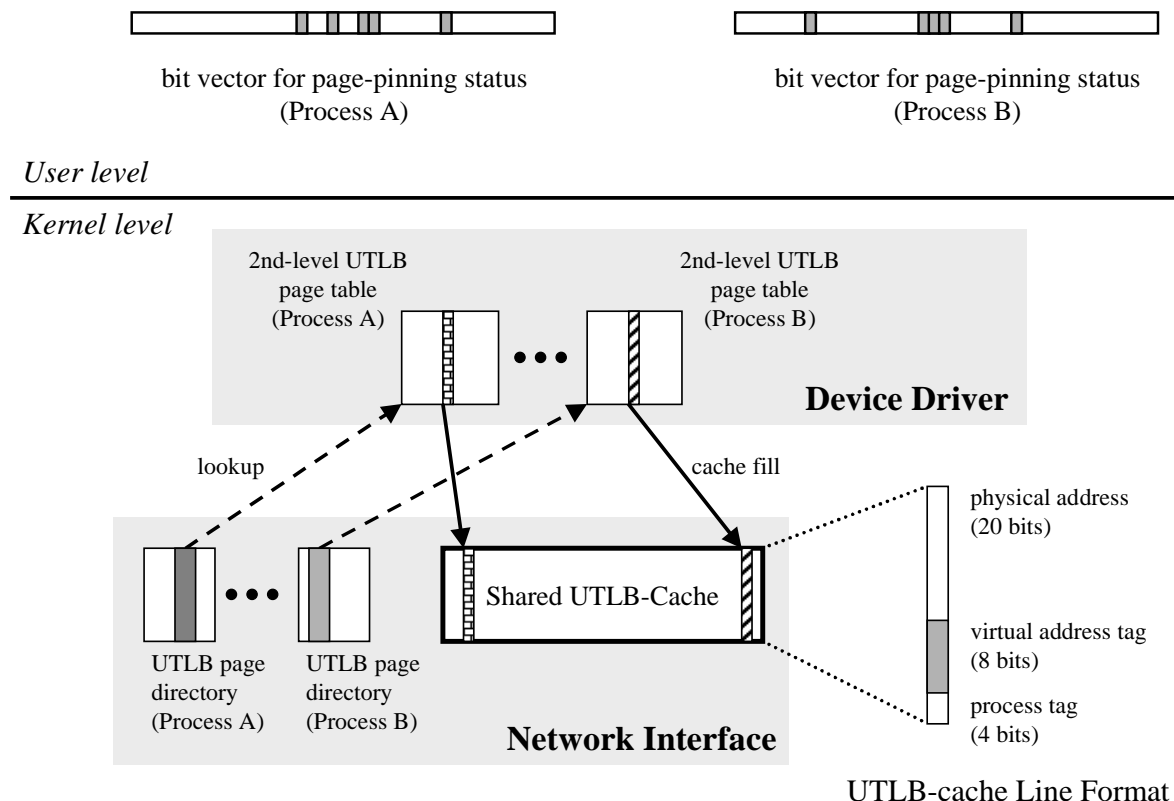 bit vector for page-pinning status
(Process A)
bit vector for page-pinning status
(Process B)
User level
Kernel level
2nd-level UTLB
page table
(Process A)
2nd-level UTLB
page table
(Process B)
Device Driver
lookup
cache fill
physical address
(20 bits)
Shared UTLB-Cache
virtual address tag
(8 bits)
UTLB page
directory
(Process A)
UTLB page
directory
(Process B)
process tag
(4 bits)
Network Interface
UTLB-cache Line Format